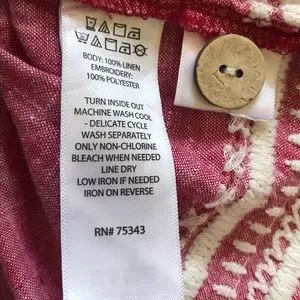 BODY: 100% LINEN
EMBROIDERY:
100% POLYESTER
TURN INSIDE OUT
MACHINE WASH COOL
- DELICATE CYCLE
WASH SEPARATELY
ONLY NON-CHLORINE
BLEACH WHEN NEEDED
LINE DRY
LOW IRON IF NEEDED
IRON ON REVERSE
RN# 75343